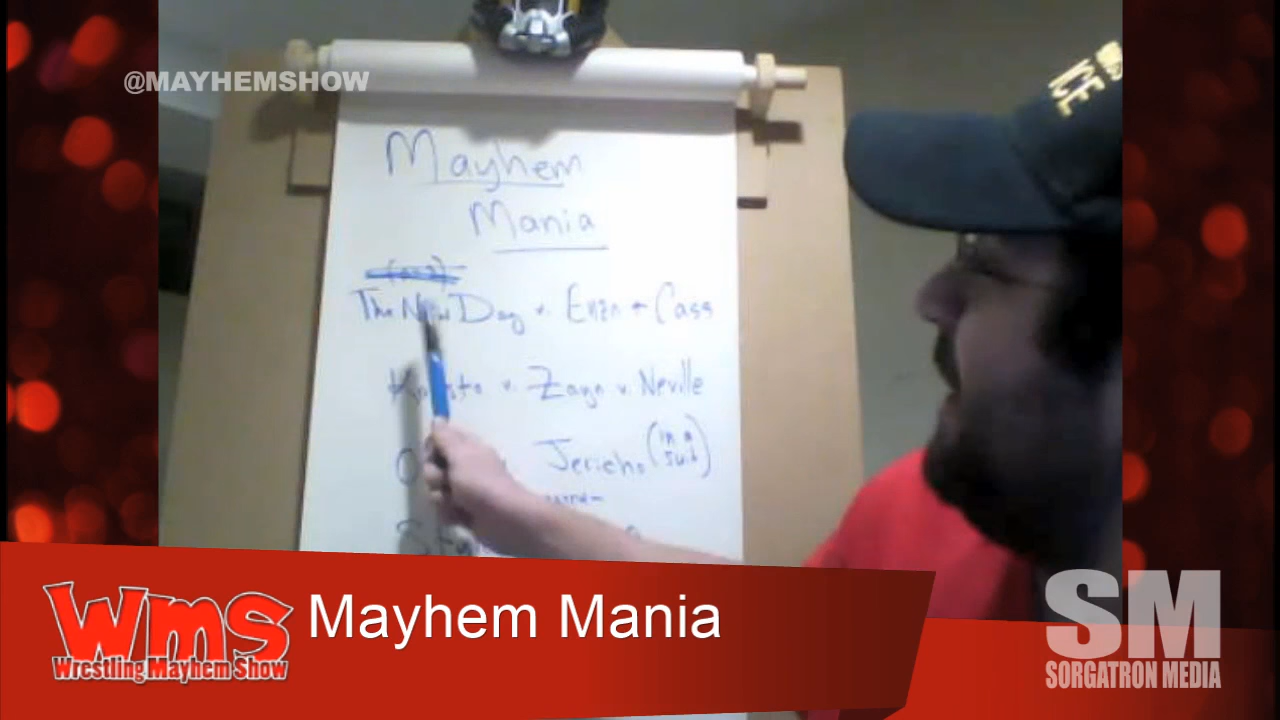 @MAYHEMSHOW
ICE
Mayhem
Mania
The New Day v. Enzo + Cass
v. Zayn v. Neville
Jericho (in a suit)
Wms
Wrestling Mayhem Show
Mayhem Mania
SM
SORGATRON MEDIA